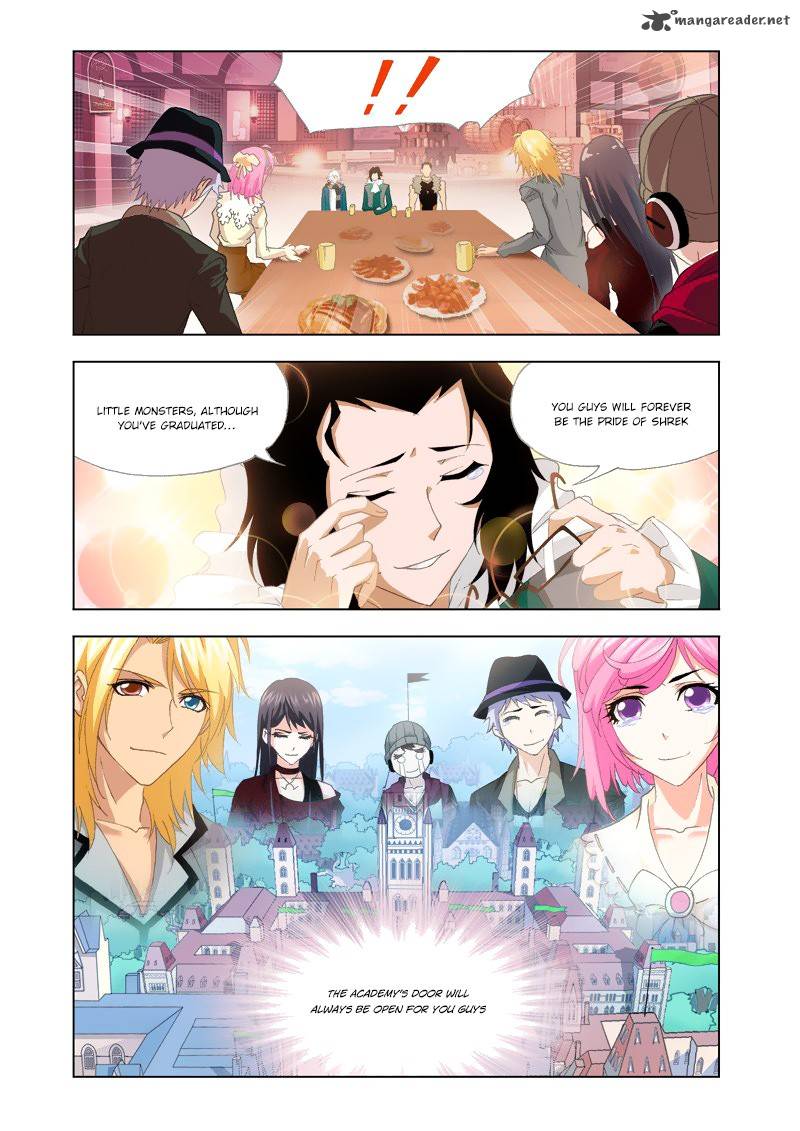 mangareader.net
!!
LITTLE MONSTERS, ALTHOUGH
YOU'VE GRADUATED...
YOU GUYS WILL FOREVER
BE THE PRIDE OF SHREK
THE ACADEMY'S DOOR WILL
ALWAYS BE OPEN FOR YOU GUYS